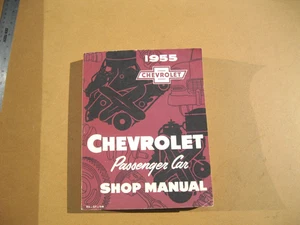 1955
CHEVROLET
CHEVROLET
Passenger Car
SHOP MANUAL